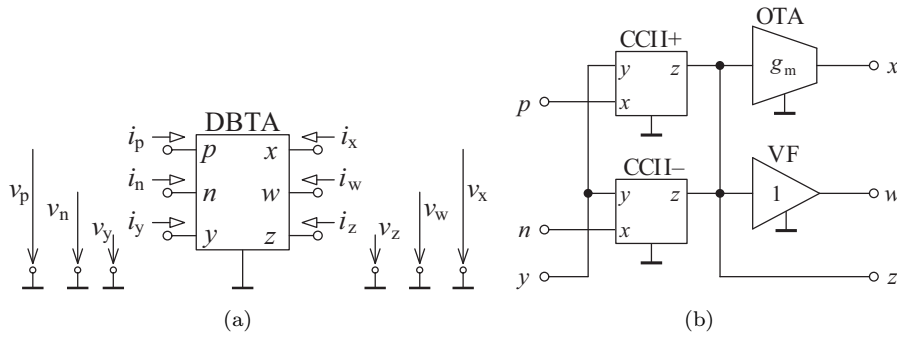 DBTA
i_p
p
x
i_x
v_p
i_n
n
w
i_w
v_x
v_n
i_y
y
z
i_z
v_y
v_z
v_w
(a)
OTA
CCII+
y
z
g_m
x
p
x
CCII–
VF
y
z
1
w
n
x
y
z
(b)